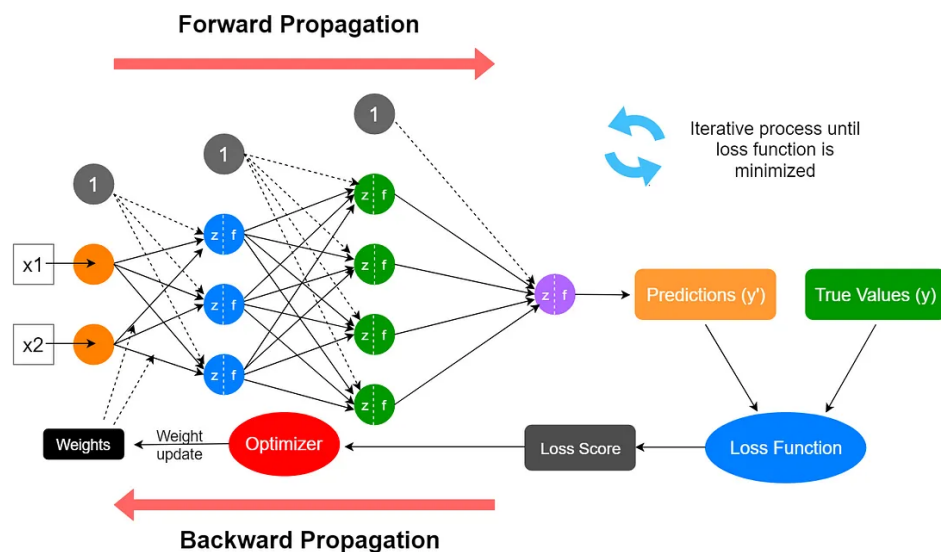 Forward Propagation
1
1
1
Iterative process until
loss function is
minimized
z f
z f
x1
z f
z f
z f
Predictions (y')
True Values (y)
x2
z f
z f
z f
Weights
Weight
update
Optimizer
Loss Score
Loss Function
Backward Propagation